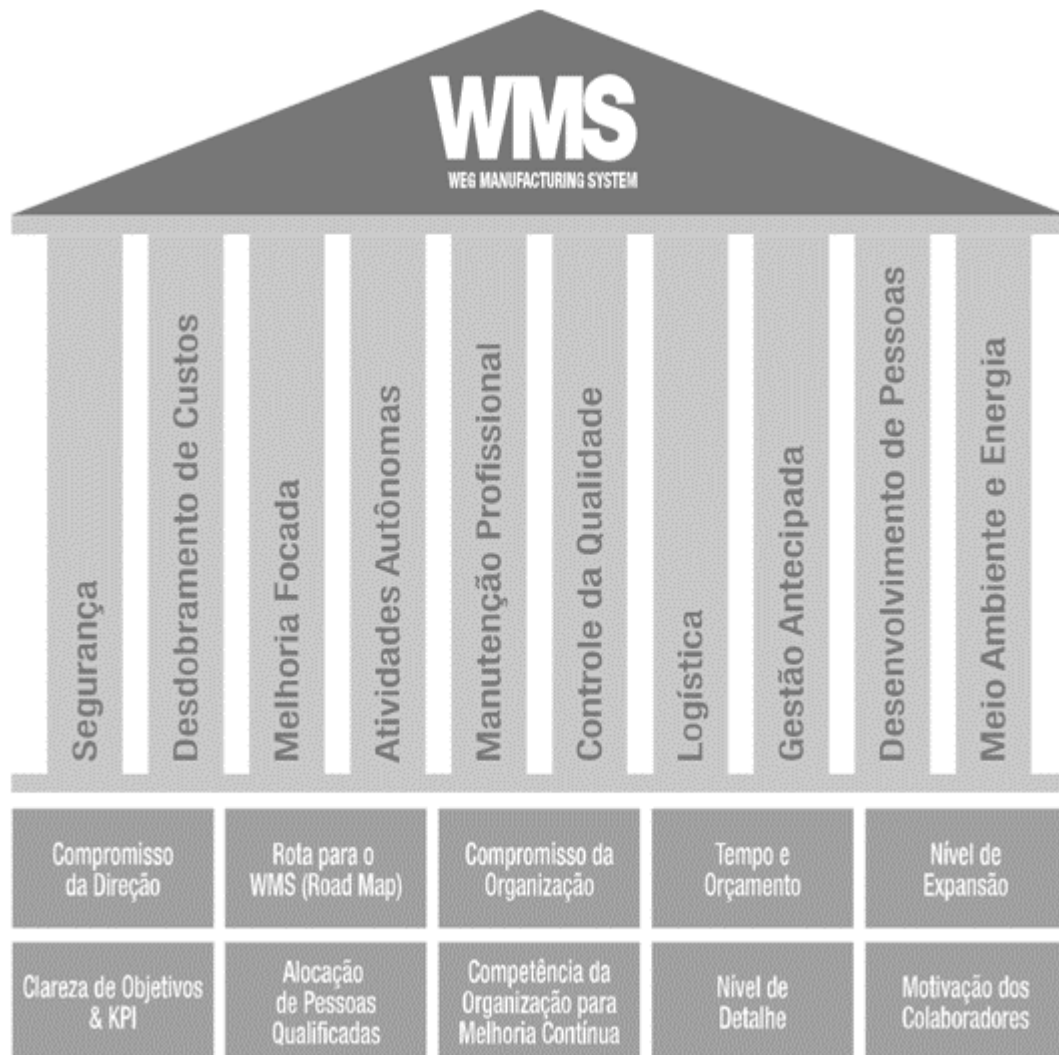 WMS
WEG MANUFACTURING SYSTEM
Segurança
Desdobramento de Custos
Melhoria Focada
Atividades Autônomas
Manutenção Profissional
Controle da Qualidade
Logística
Gestão Antecipada
Desenvolvimento de Pessoas
Meio Ambiente e Energia
Compromisso
da Direção
Rota para o
WMS (Road Map)
Compromisso da
Organização
Tempo e
Orçamento
Nível de
Expansão
Clareza de Objetivos
& KPI
Alocação
de Pessoas
Qualificadas
Competência da
Organização para
Melhoria Contínua
Nível de
Detalhe
Motivação dos
Colaboradores